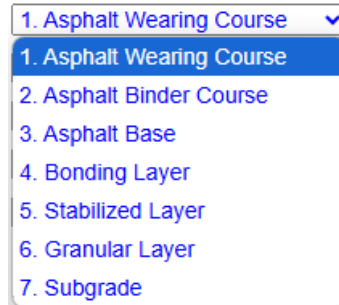 1. Asphalt Wearing Course
1. Asphalt Wearing Course
2. Asphalt Binder Course
3. Asphalt Base
4. Bonding Layer
5. Stabilized Layer
6. Granular Layer
7. Subgrade